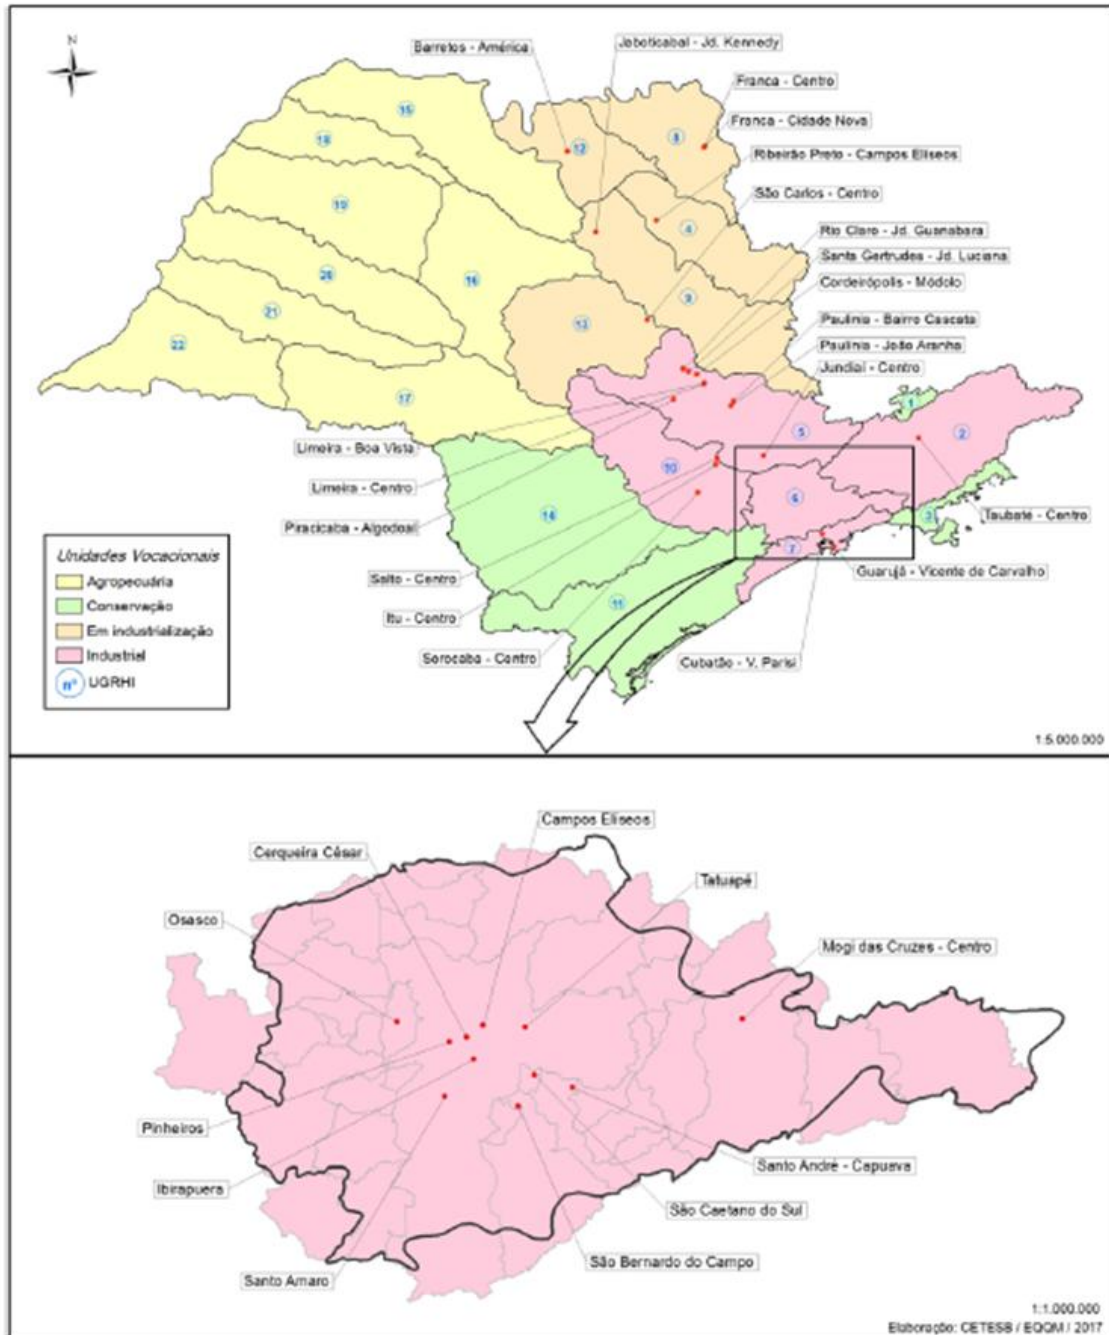 N
Barretos - América
Jaboticabal - Jd. Kennedy
Franca - Centro
Franca - Cidade Nova
Ribeirão Preto - Campos Elíseos
São Carlos - Centro
Rio Claro - Jd. Guanabara
Santa Gertrudes - Jd. Luciana
Cordeirópolis - Módolo
Paulínia - Bairro Cascata
Paulínia - João Aranha
Jundiaí - Centro
15
18
19
20
21
22
16
17
12
8
4
9
13
5
10
6
7
2
1
3
14
11
Limeira - Boa Vista
Limeira - Centro
Piracicaba - Algodoal
Salto - Centro
Itu - Centro
Sorocaba - Centro
Taubaté - Centro
Guarujá - Vicente de Carvalho
Cubatão - V. Parisi
Unidades Vocacionais
Agropecuária
Conservação
Em industrialização
Industrial
nº UGRHI
1:5.000.000
Campos Elíseos
Cerqueira César
Tatuapé
Osasco
Mogi das Cruzes - Centro
Pinheiros
Ibirapuera
Santo Amaro
Santo André - Capuava
São Caetano do Sul
São Bernardo do Campo
1:1.000.000
Elaboração: CETESB / EQQM / 2017